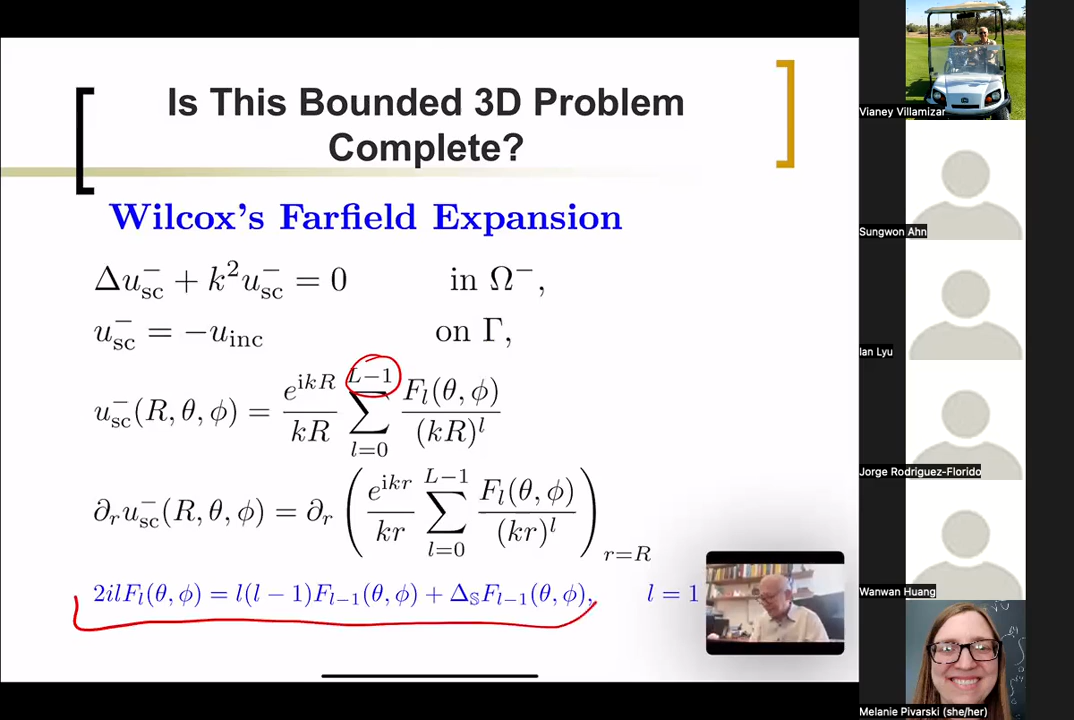 Is This Bounded 3D Problem
Complete?
Wilcox's Farfield Expansion
Δu⁻_sc + k²u⁻_sc = 0 in Ω⁻,
u⁻_sc = −u_inc on Γ,
u⁻_sc(R, θ, ϕ) = e^{ikR}/kR ∑_{l=0}^{L−1} F_l(θ, ϕ)/(kR)^l
∂_r u⁻_sc(R, θ, ϕ) = ∂_r ( e^{ikr}/kr ∑_{l=0}^{L−1} F_l(θ, ϕ)/(kr)^l )_{r=R}
2ilF_l(θ, ϕ) = l(l − 1)F_{l−1}(θ, ϕ) + Δ_𝕊F_{l−1}(θ, ϕ), l = 1
Vianey Villamizar
Sungwon Ahn
Ian Lyu
Jorge Rodriguez-Florido
Wanwan Huang
Melanie Pivarski (she/her)